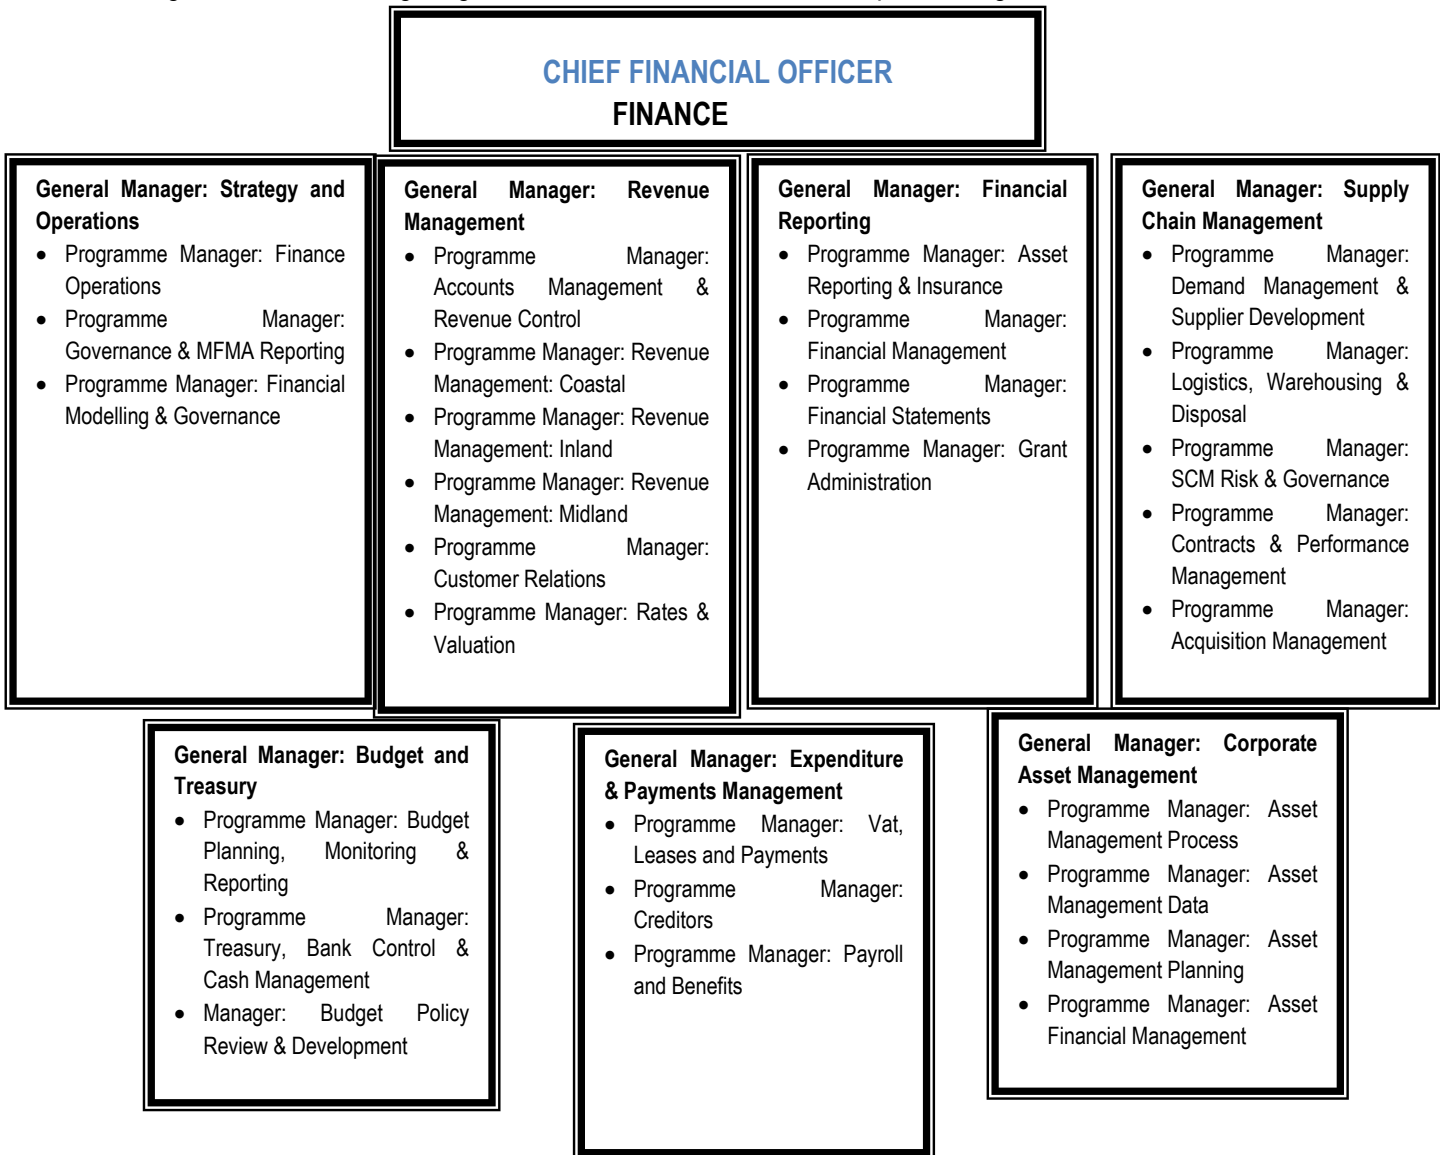 CHIEF FINANCIAL OFFICER
FINANCE
General Manager: Strategy and
Operations
• Programme Manager: Finance
Operations
• Programme Manager:
Governance & MFMA Reporting
• Programme Manager: Financial
Modelling & Governance
General Manager: Revenue
Management
• Programme Manager:
Accounts Management &
Revenue Control
• Programme Manager: Revenue
Management: Coastal
• Programme Manager: Revenue
Management: Inland
• Programme Manager: Revenue
Management: Midland
• Programme Manager:
Customer Relations
• Programme Manager: Rates &
Valuation
General Manager: Financial
Reporting
• Programme Manager: Asset
Reporting & Insurance
• Programme Manager:
Financial Management
• Programme Manager:
Financial Statements
• Programme Manager: Grant
Administration
General Manager: Supply
Chain Management
• Programme Manager:
Demand Management &
Supplier Development
• Programme Manager:
Logistics, Warehousing &
Disposal
• Programme Manager:
SCM Risk & Governance
• Programme Manager:
Contracts & Performance
Management
• Programme Manager:
Acquisition Management
General Manager: Budget and
Treasury
• Programme Manager: Budget
Planning, Monitoring &
Reporting
• Programme Manager:
Treasury, Bank Control &
Cash Management
• Manager: Budget Policy
Review & Development
General Manager: Expenditure
& Payments Management
• Programme Manager: Vat,
Leases and Payments
• Programme Manager:
Creditors
• Programme Manager: Payroll
and Benefits
General Manager: Corporate
Asset Management
• Programme Manager: Asset
Management Process
• Programme Manager: Asset
Management Data
• Programme Manager: Asset
Management Planning
• Programme Manager: Asset
Financial Management